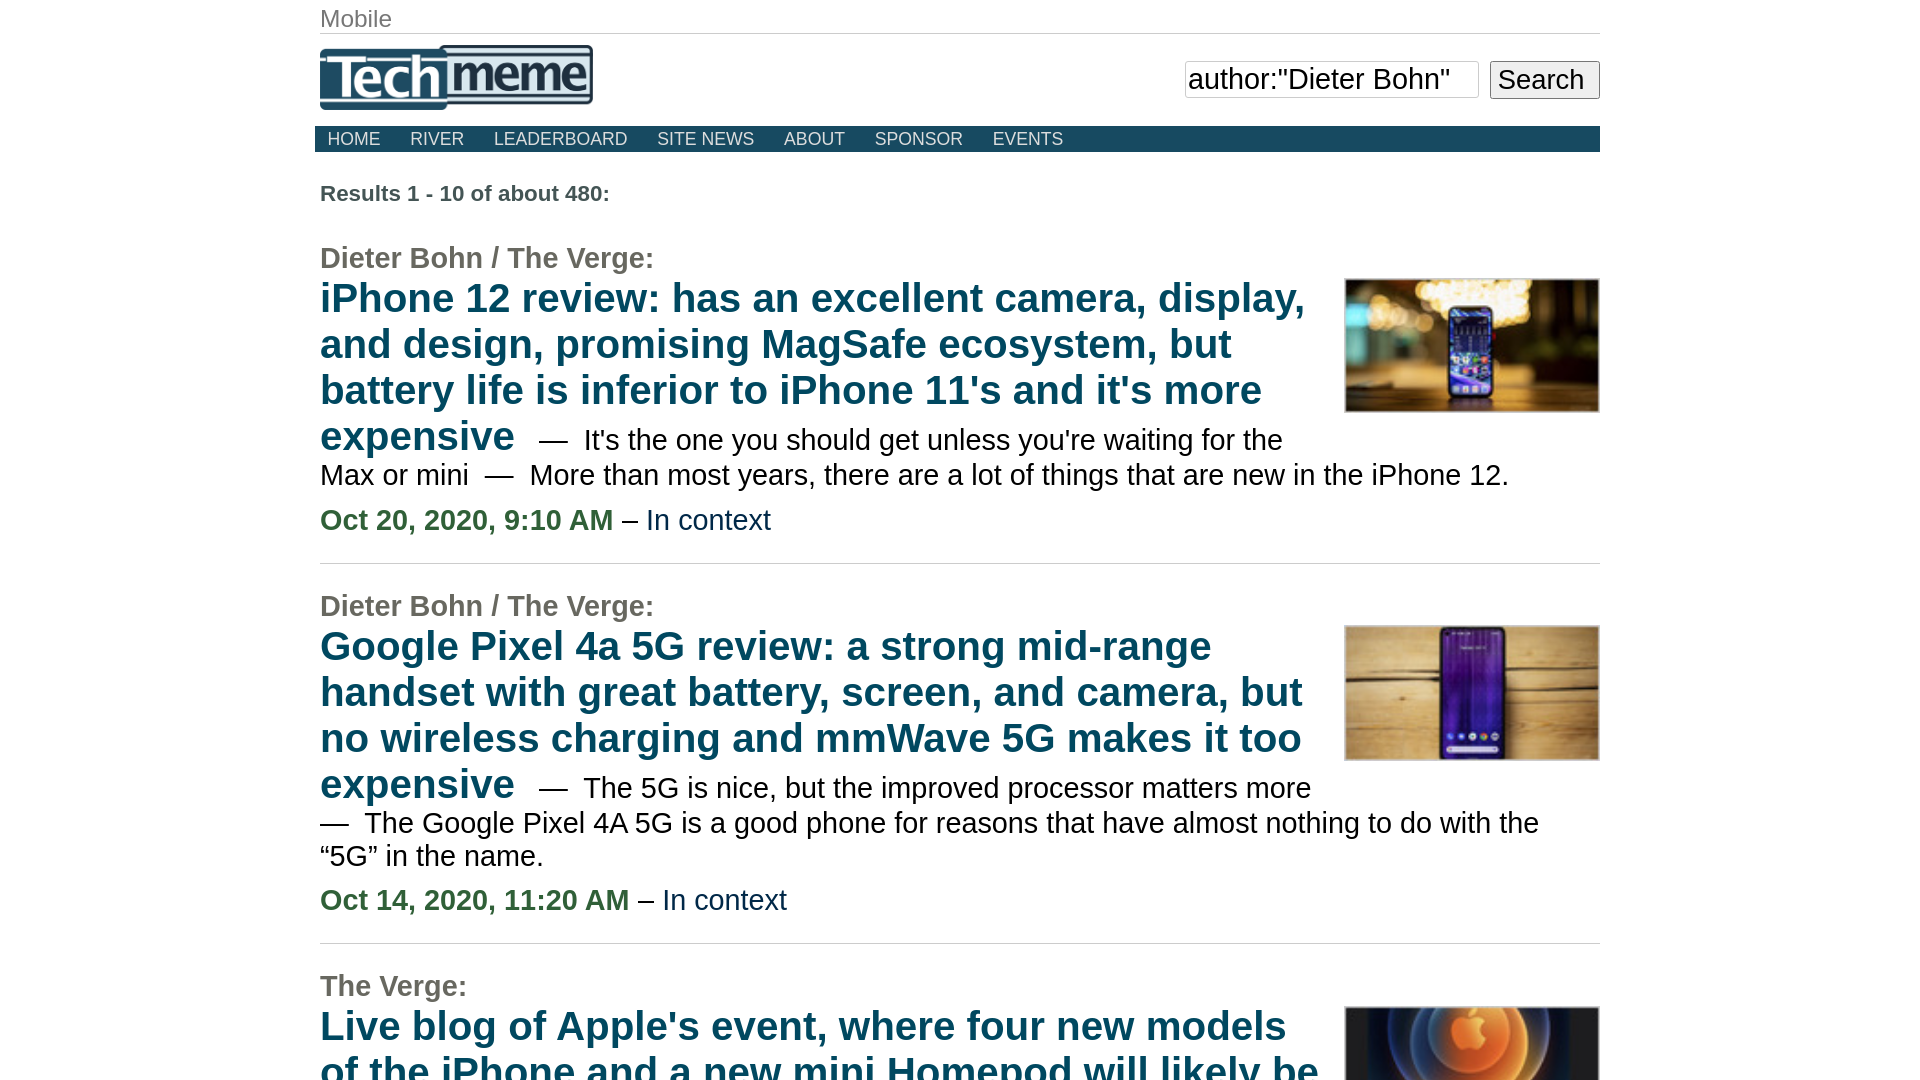 Mobile
Techmeme
author:"Dieter Bohn" Search
HOME RIVER LEADERBOARD SITE NEWS ABOUT SPONSOR EVENTS
Results 1 - 10 of about 480:
Dieter Bohn / The Verge:
iPhone 12 review: has an excellent camera, display,
and design, promising MagSafe ecosystem, but
battery life is inferior to iPhone 11's and it's more
expensive — It's the one you should get unless you're waiting for the
Max or mini — More than most years, there are a lot of things that are new in the iPhone 12.
Oct 20, 2020, 9:10 AM – In context
Dieter Bohn / The Verge:
Google Pixel 4a 5G review: a strong mid-range
handset with great battery, screen, and camera, but
no wireless charging and mmWave 5G makes it too
expensive — The 5G is nice, but the improved processor matters more
— The Google Pixel 4A 5G is a good phone for reasons that have almost nothing to do with the
“5G” in the name.
Oct 14, 2020, 11:20 AM – In context
The Verge:
Live blog of Apple's event, where four new models
of the iPhone and a new mini Homepod will likely be